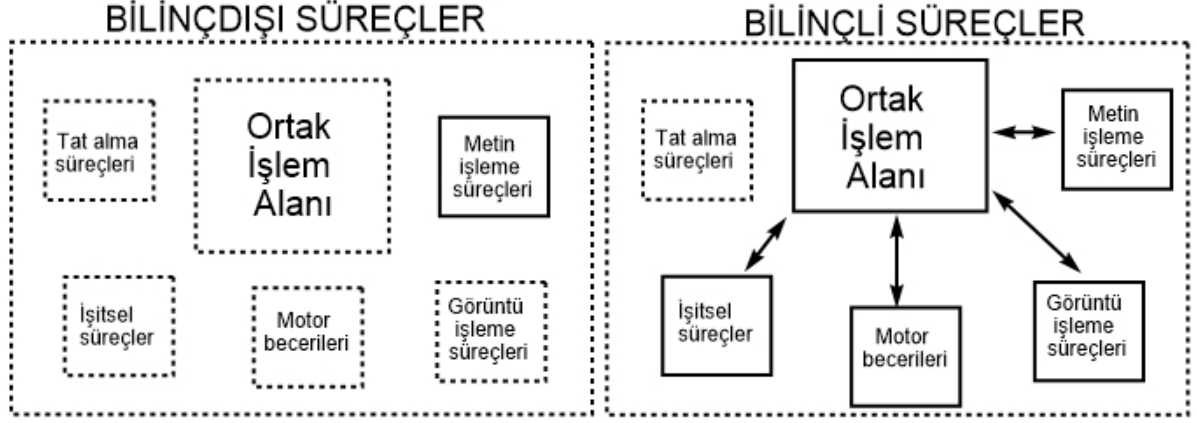 BİLİNÇDIŞI SÜREÇLER
Tat alma
süreçleri
Ortak
İşlem
Alanı
Metin
işleme
süreçleri
İşitsel
süreçler
Motor
becerileri
Görüntü
işleme
süreçleri
BİLİNÇLİ SÜREÇLER
Tat alma
süreçleri
Ortak
İşlem
Alanı
Metin
işleme
süreçleri
İşitsel
süreçler
Motor
becerileri
Görüntü
işleme
süreçleri